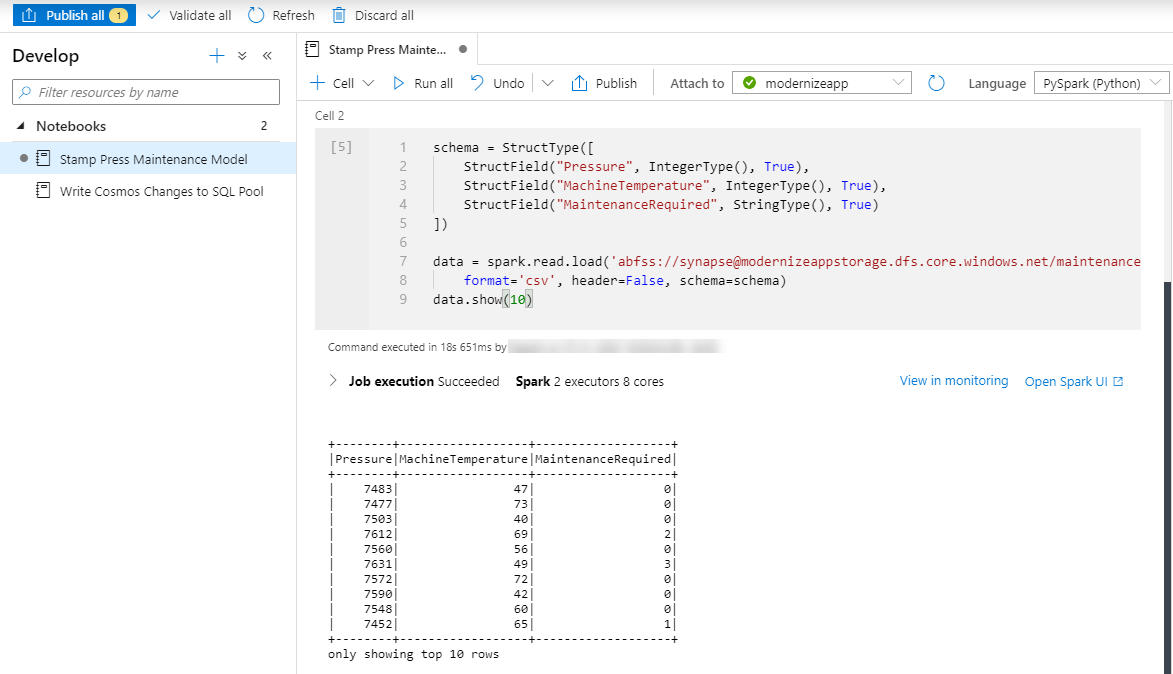 Publish all 1 Validate all Refresh Discard all
Develop
Filter resources by name
Notebooks 2
Stamp Press Maintenance Model
Write Cosmos Changes to SQL Pool
Stamp Press Mainte...
Cell Run all Undo Publish Attach to modernizeapp Language PySpark (Python)
Cell 2
[5]
1 schema = StructType([
2 StructField("Pressure", IntegerType(), True),
3 StructField("MachineTemperature", IntegerType(), True),
4 StructField("MaintenanceRequired", StringType(), True)
5 ])
6
7 data = spark.read.load('abfss://synapse@modernizeappstorage.dfs.core.windows.net/maintenance
8 format='csv', header=False, schema=schema)
9 data.show(10)
Command executed in 18s 651ms by
Job execution Succeeded Spark 2 executors 8 cores View in monitoring Open Spark UI
+--------+------------------+-------------------+
|Pressure|MachineTemperature|MaintenanceRequired|
+--------+------------------+-------------------+
|    7483|                47|                  0|
|    7477|                73|                  0|
|    7503|                40|                  0|
|    7612|                69|                  2|
|    7560|                56|                  0|
|    7631|                49|                  3|
|    7572|                72|                  0|
|    7590|                42|                  0|
|    7548|                60|                  0|
|    7452|                65|                  1|
+--------+------------------+-------------------+
only showing top 10 rows